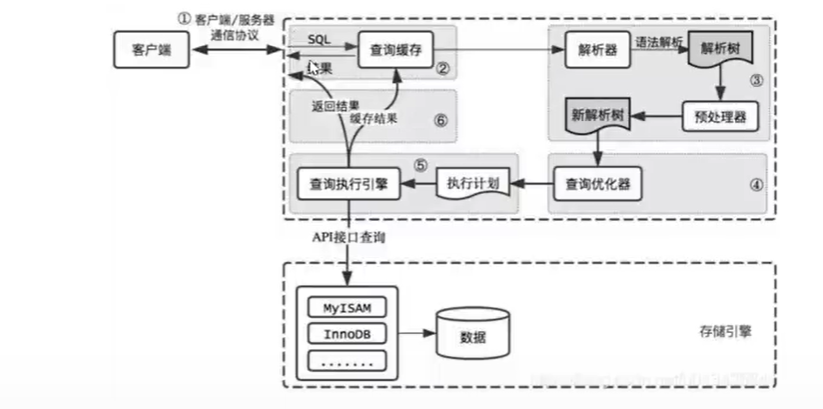 ① 客户端/服务器
通信协议
客户端
SQL
结果
查询缓存
②
解析器
语法解析
解析树
③
预处理器
新解析树
返回结果
缓存结果
⑥
查询执行引擎
⑤
执行计划
查询优化器
④
API接口查询
MyISAM
InnoDB
.......
数据
存储引擎